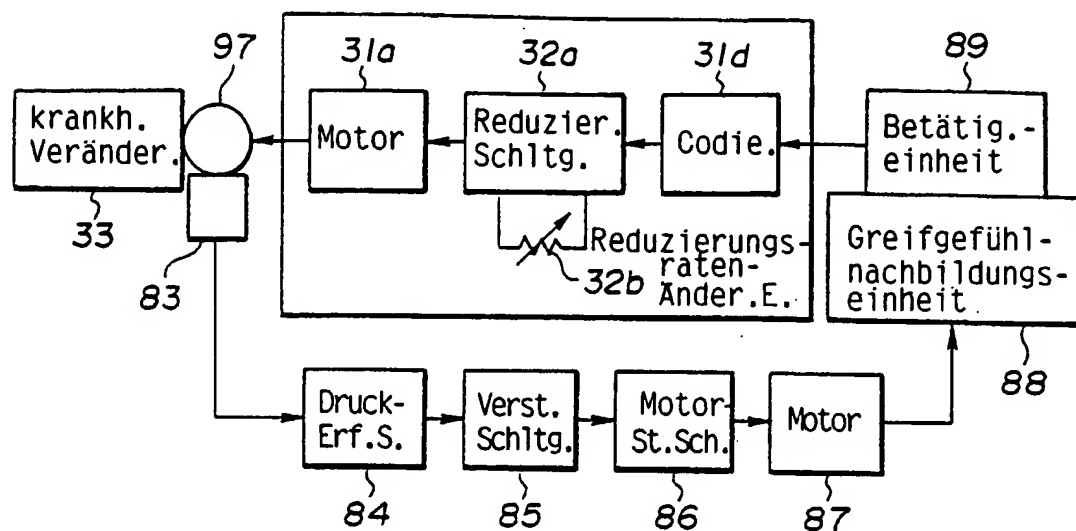 97
31a
32a
31d
89
krankh.
Veränder.
Motor
Reduzier.
Schltg.
Codie.
Betätig.-
einheit
33
83
32b
Reduzierungs-
raten-
Änder.E.
Greifgefühl-
nachbildungs-
einheit
88
Druck-
Erf.S.
Verst.
Schltg.
Motor-
St.Sch.
Motor
84
85
86
87